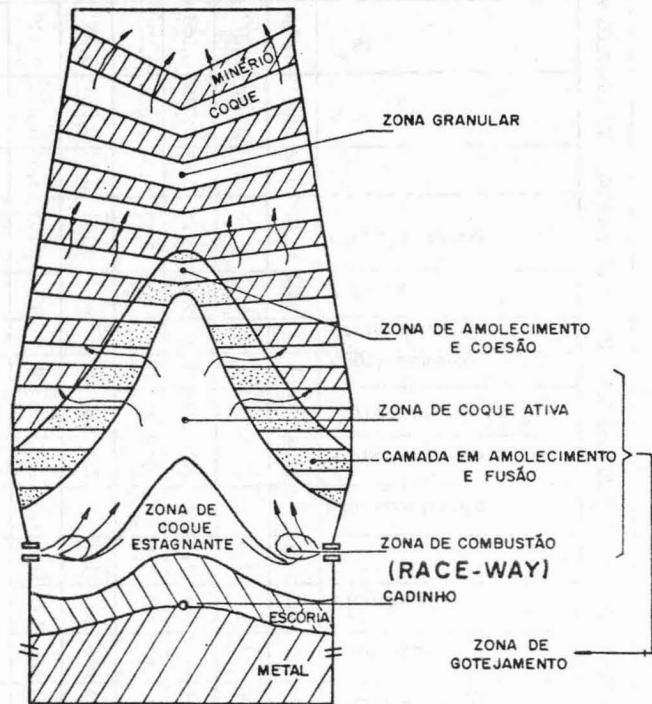 MINÉRIO
COQUE
ZONA GRANULAR
ZONA DE AMOLECIMENTO
E COESÃO
ZONA DE COQUE ATIVA
CAMADA EM AMOLECIMENTO
E FUSÃO
ZONA DE
COQUE
ESTAGNANTE
ZONA DE COMBUSTÃO
(RACE-WAY)
CADINHO
ESCÓRIA
ZONA DE
GOTEJAMENTO
METAL